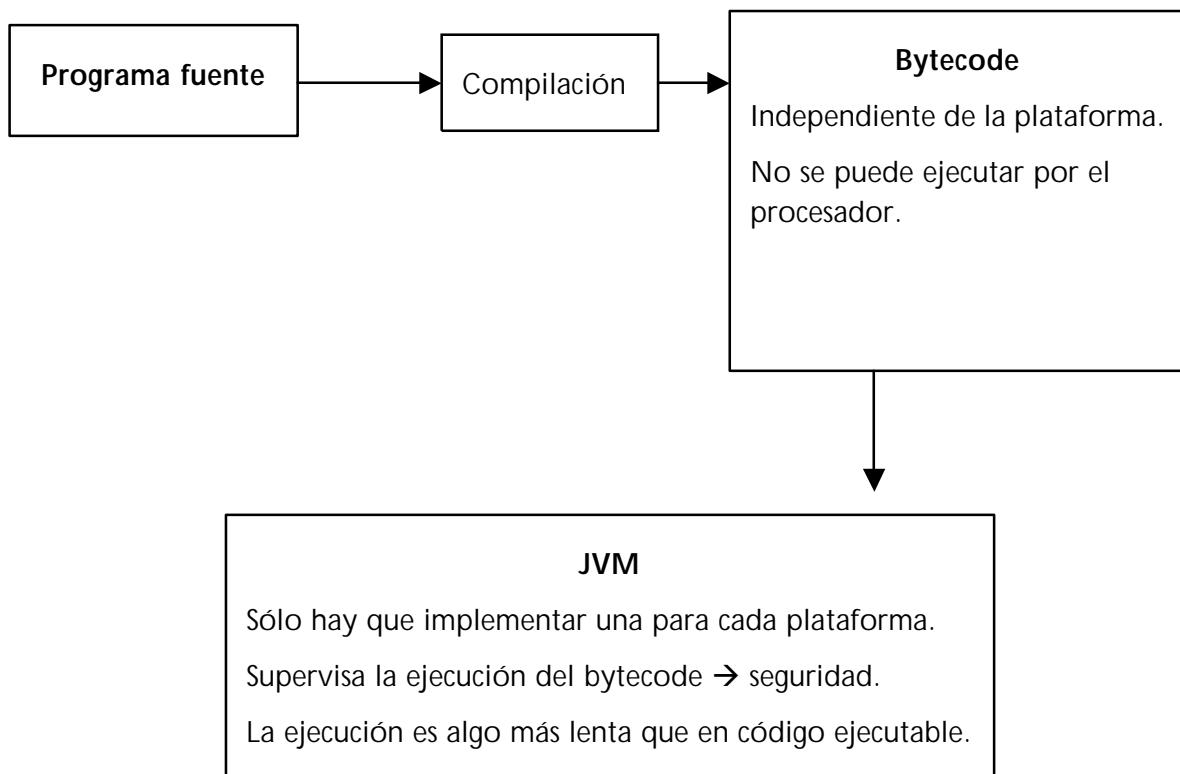 Programa fuente
Compilación
Bytecode
Independiente de la plataforma.
No se puede ejecutar por el
procesador.
JVM
Sólo hay que implementar una para cada plataforma.
Supervisa la ejecución del bytecode → seguridad.
La ejecución es algo más lenta que en código ejecutable.